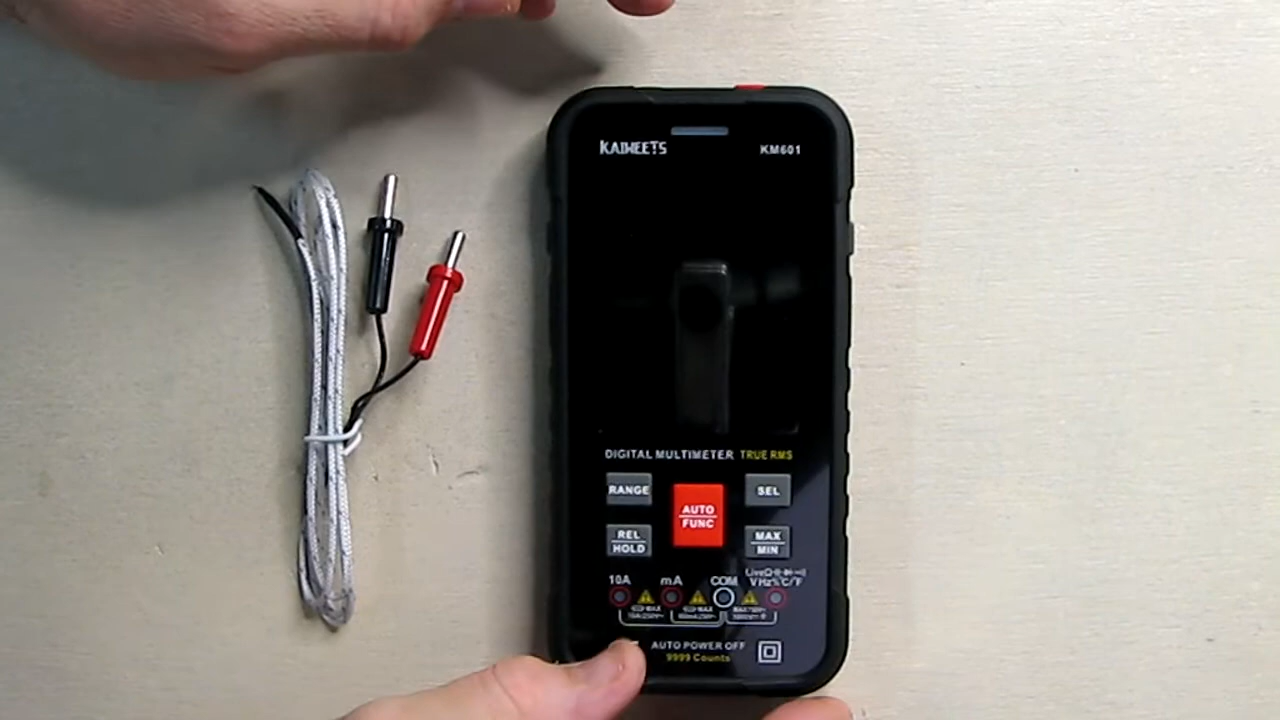 KAIWEETS KM601
DIGITAL MULTIMETER TRUE RMS
RANGE
AUTO
FUNC
SEL
REL
HOLD
MAX
MIN
10A mA COM
VHz%°C/°F
AUTO POWER OFF
9999 Counts